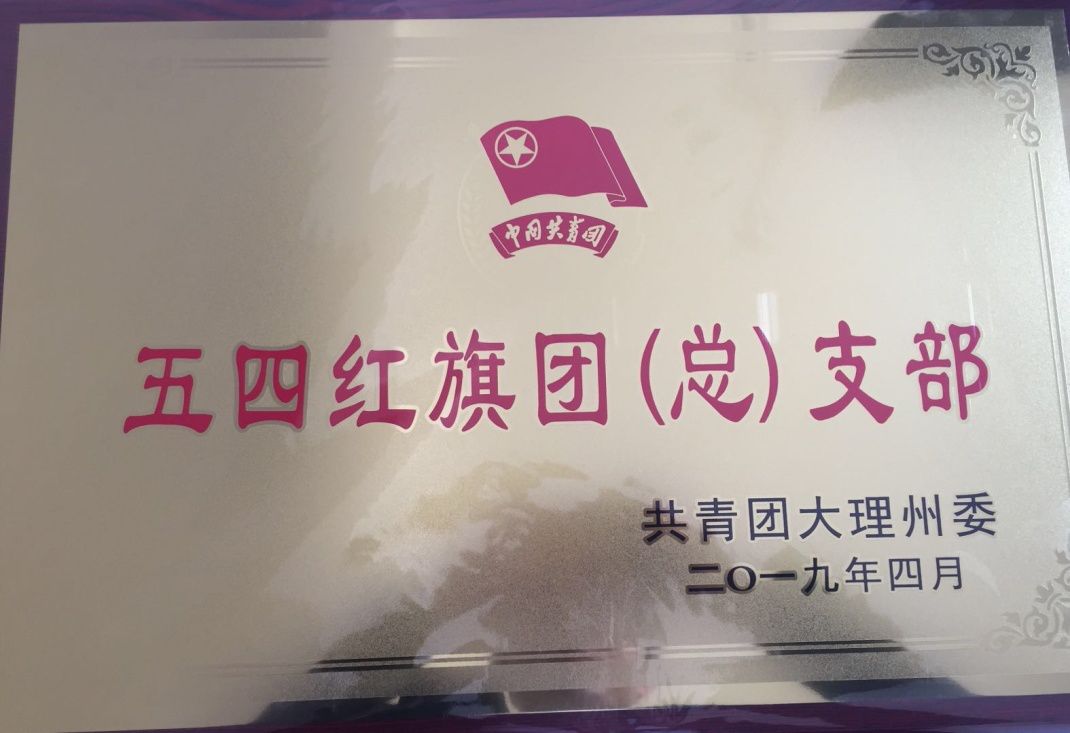 中国共青团
五四红旗团(总)支部
共青团大理州委
二〇一九年四月